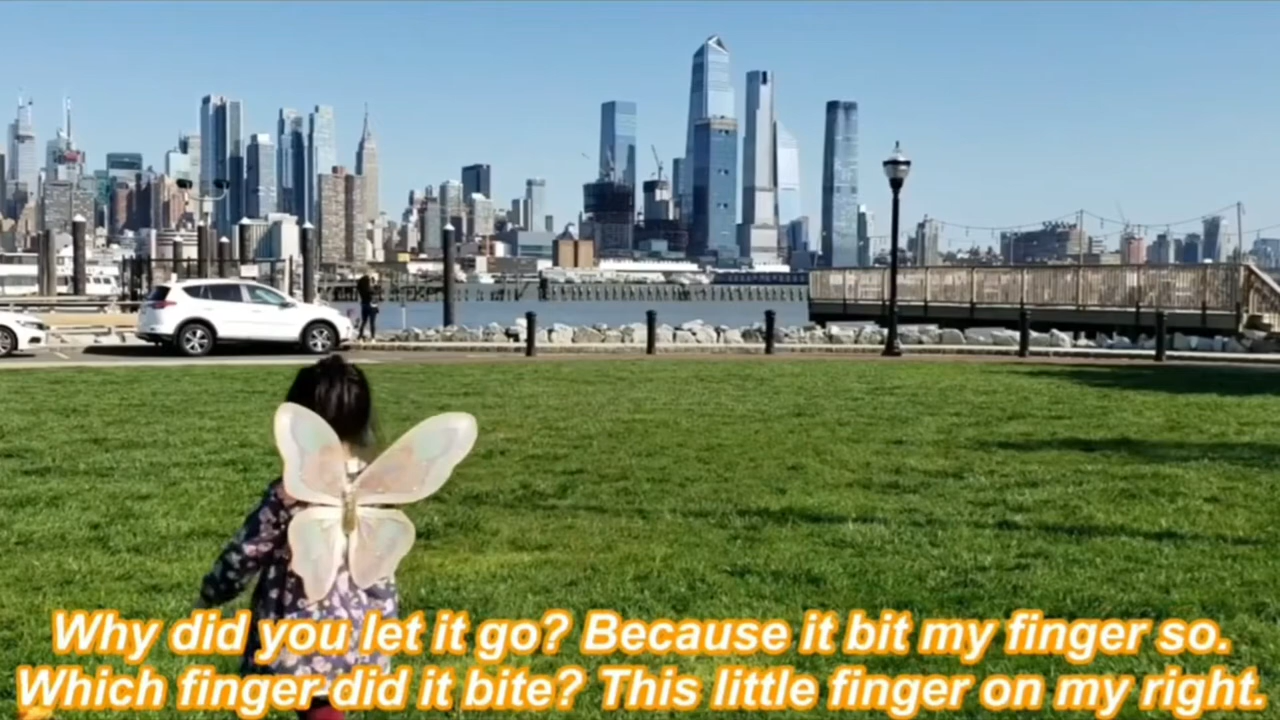 Why did you let it go? Because it bit my finger so.
Which finger did it bite? This little finger on my right.